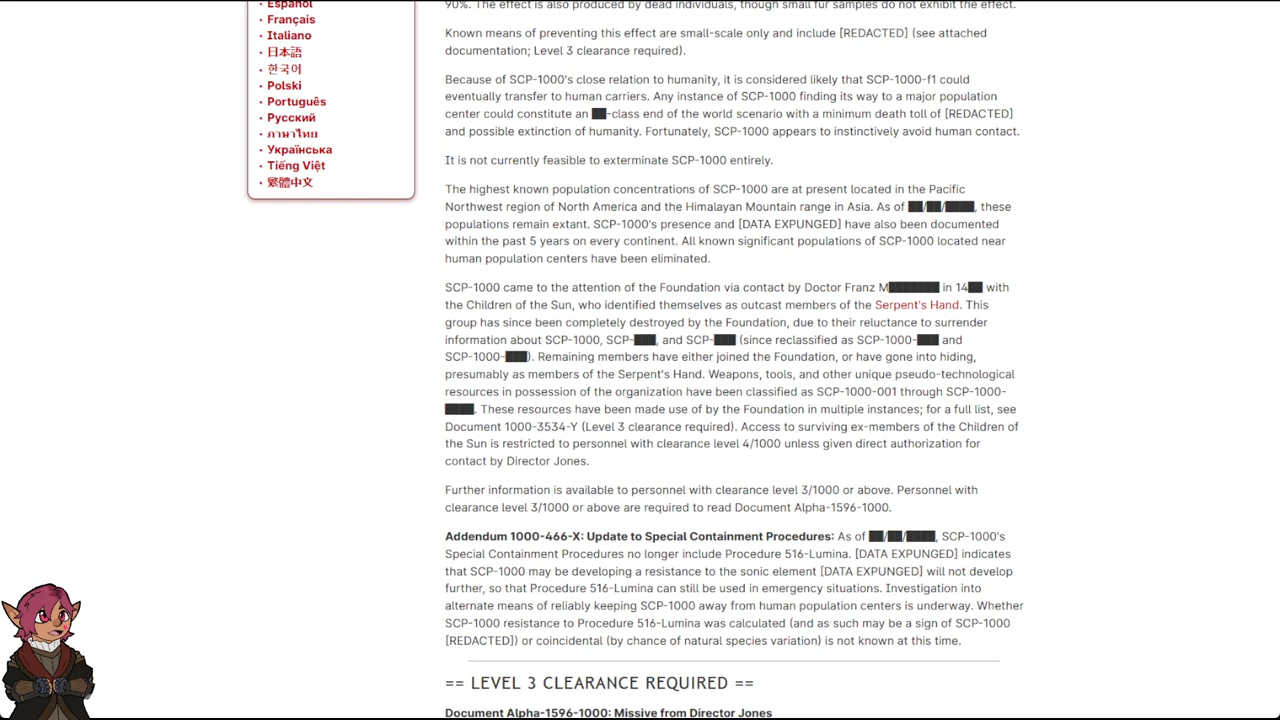 Español
Français
Italiano
日本語
한국어
Polski
Português
Русский
ภาษาไทย
Українська
Tiếng Việt
繁體中文
90%. The effect is also produced by dead individuals, though small fur samples do not exhibit the effect.
Known means of preventing this effect are small-scale only and include [REDACTED] (see attached
documentation; Level 3 clearance required).
Because of SCP-1000's close relation to humanity, it is considered likely that SCP-1000-f1 could
eventually transfer to human carriers. Any instance of SCP-1000 finding its way to a major population
center could constitute an ██-class end of the world scenario with a minimum death toll of [REDACTED]
and possible extinction of humanity. Fortunately, SCP-1000 appears to instinctively avoid human contact.
It is not currently feasible to exterminate SCP-1000 entirely.
The highest known population concentrations of SCP-1000 are at present located in the Pacific
Northwest region of North America and the Himalayan Mountain range in Asia. As of ██/██/████, these
populations remain extant. SCP-1000's presence and [DATA EXPUNGED] have also been documented
within the past 5 years on every continent. All known significant populations of SCP-1000 located near
human population centers have been eliminated.
SCP-1000 came to the attention of the Foundation via contact by Doctor Franz M███████ in 14██ with
the Children of the Sun, who identified themselves as outcast members of the Serpent's Hand. This
group has since been completely destroyed by the Foundation, due to their reluctance to surrender
information about SCP-1000, SCP-███, and SCP-███ (since reclassified as SCP-1000-███ and
SCP-1000-███). Remaining members have either joined the Foundation, or have gone into hiding,
presumably as members of the Serpent's Hand. Weapons, tools, and other unique pseudo-technological
resources in possession of the organization have been classified as SCP-1000-001 through SCP-1000-
████. These resources have been made use of by the Foundation in multiple instances; for a full list, see
Document 1000-3534-Y (Level 3 clearance required). Access to surviving ex-members of the Children of
the Sun is restricted to personnel with clearance level 4/1000 unless given direct authorization for
contact by Director Jones.
Further information is available to personnel with clearance level 3/1000 or above. Personnel with
clearance level 3/1000 or above are required to read Document Alpha-1596-1000.
Addendum 1000-466-X: Update to Special Containment Procedures: As of ██/██/████, SCP-1000's
Special Containment Procedures no longer include Procedure 516-Lumina. [DATA EXPUNGED] indicates
that SCP-1000 may be developing a resistance to the sonic element [DATA EXPUNGED] will not develop
further, so that Procedure 516-Lumina can still be used in emergency situations. Investigation into
alternate means of reliably keeping SCP-1000 away from human population centers is underway. Whether
SCP-1000 resistance to Procedure 516-Lumina was calculated (and as such may be a sign of SCP-1000
[REDACTED]) or coincidental (by chance of natural species variation) is not known at this time.
== LEVEL 3 CLEARANCE REQUIRED ==
Document Alpha-1596-1000: Missive from Director Jones